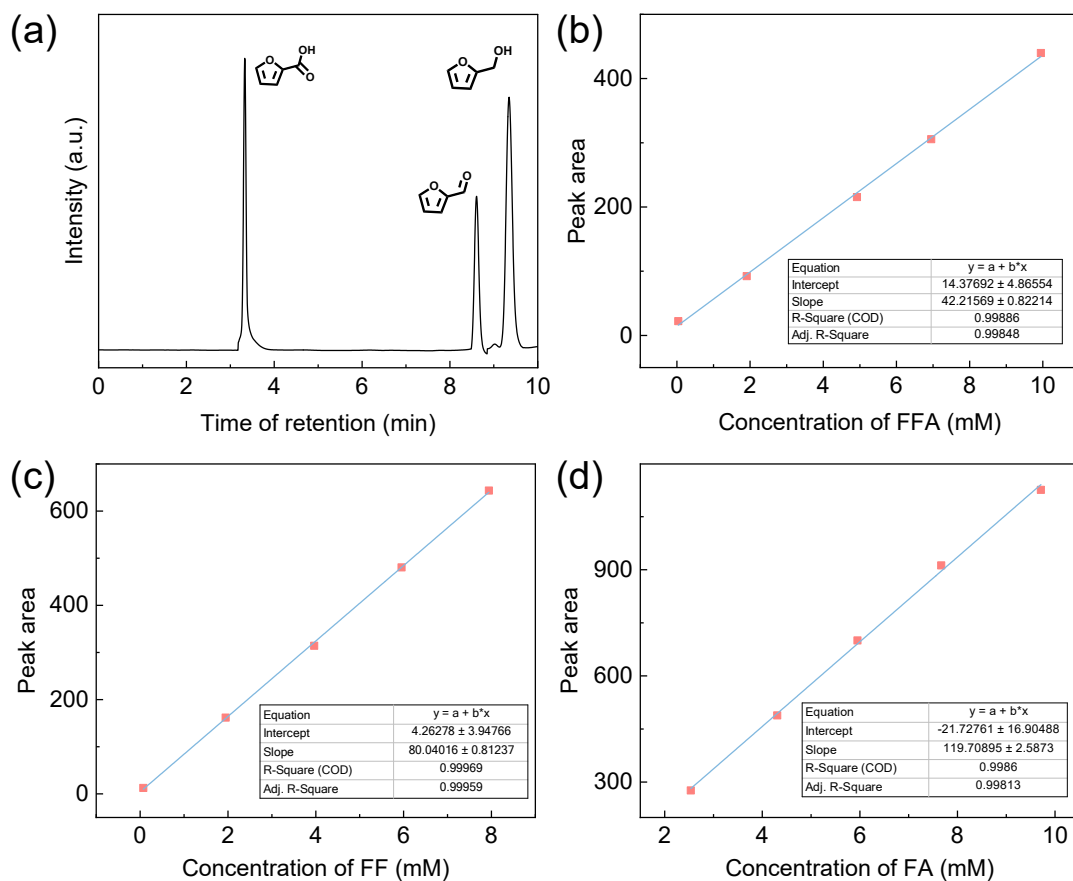 (a)
Intensity (a.u.)
O
OH
O
O
O
O
OH
0 2 4 6 8 10
Time of retention (min)
(b)
Peak area
400
200
0
Equation y = a + b*x
Intercept 14.37692 ± 4.86554
Slope 42.21569 ± 0.82214
R-Square (COD) 0.99886
Adj. R-Square 0.99848
0 2 4 6 8 10
Concentration of FFA (mM)
(c)
Peak area
600
400
200
0
Equation y = a + b*x
Intercept 4.26278 ± 3.94766
Slope 80.04016 ± 0.81237
R-Square (COD) 0.99969
Adj. R-Square 0.99959
0 2 4 6 8
Concentration of FF (mM)
(d)
Peak area
900
600
300
Equation y = a + b*x
Intercept -21.72761 ± 16.90488
Slope 119.70895 ± 2.5873
R-Square (COD) 0.9986
Adj. R-Square 0.99813
2 4 6 8 10
Concentration of FA (mM)